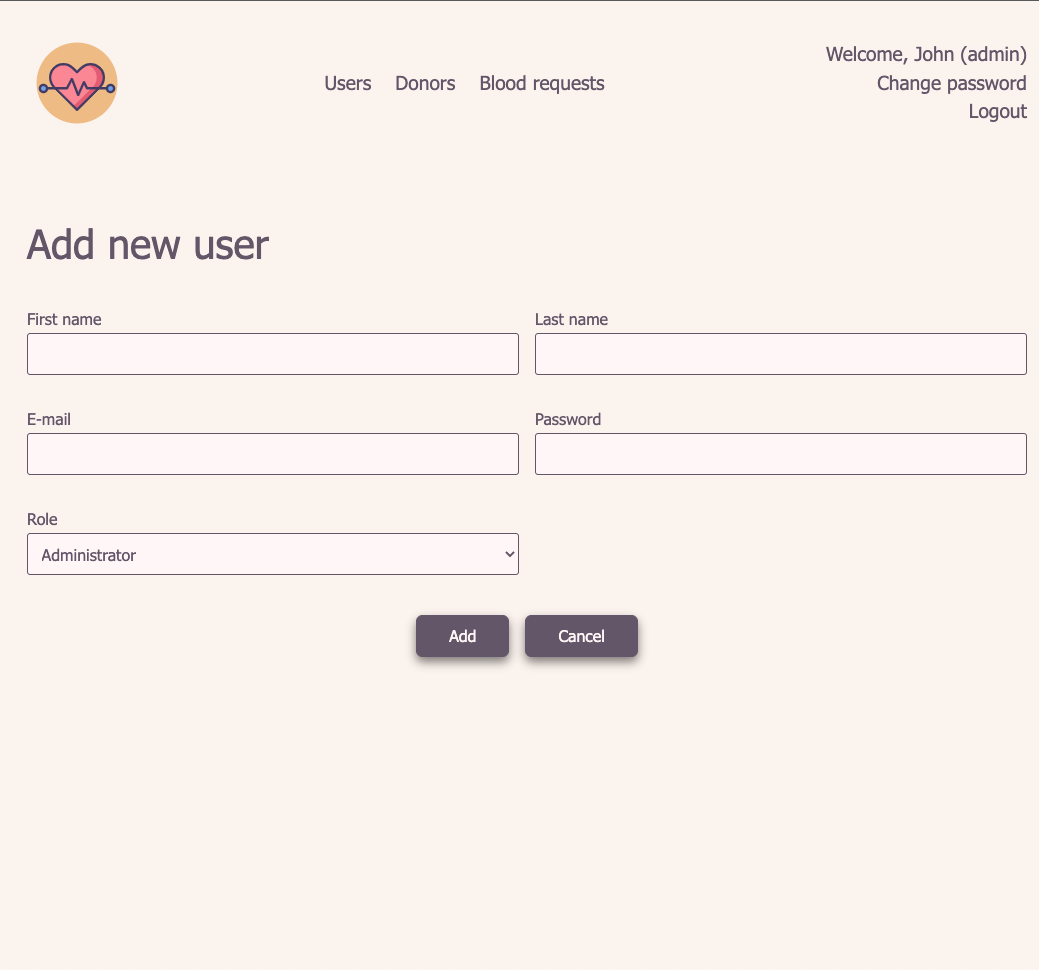 Welcome, John (admin)
Users Donors Blood requests
Change password
Logout
Add new user
First name
Last name
E-mail
Password
Role
Administrator
Add
Cancel